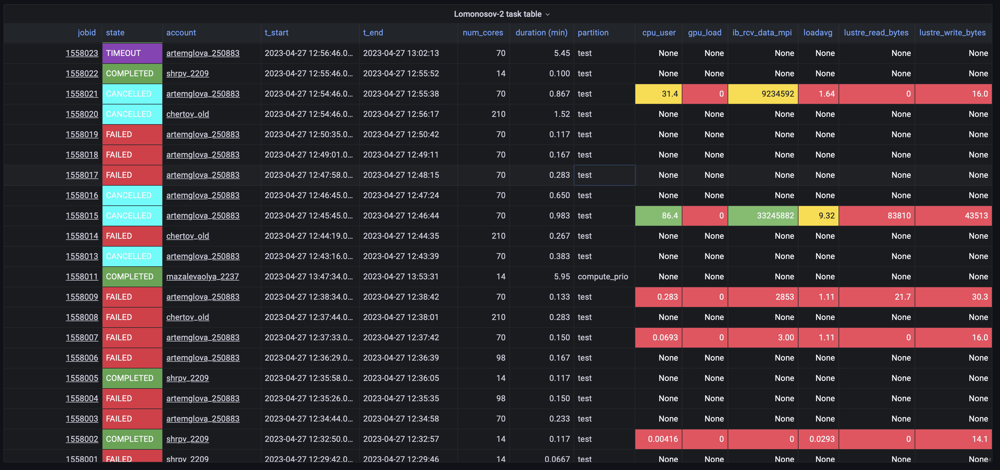 Lomonosov-2 task table
jobid state account t_start t_end num_cores duration (min) partition cpu_user gpu_load ib_rcv_data_mpi loadavg lustre_read_bytes lustre_write_bytes
1558023 TIMEOUT artemglova_250883 2023-04-27 12:56:46.0... 2023-04-27 13:02:13 70 5.45 test None None None None None None
1558022 COMPLETED shrpv_2209 2023-04-27 12:55:46.0... 2023-04-27 12:55:52 14 0.100 test None None None None None None
1558021 CANCELLED artemglova_250883 2023-04-27 12:54:46.0... 2023-04-27 12:55:38 70 0.867 test 31.4 0 9234592 1.64 0 16.0
1558020 CANCELLED chertov_old 2023-04-27 12:54:46.0... 2023-04-27 12:56:17 210 1.52 test None None None None None None
1558019 FAILED artemglova_250883 2023-04-27 12:50:35.0... 2023-04-27 12:50:42 70 0.117 test None None None None None None
1558018 FAILED artemglova_250883 2023-04-27 12:49:01.0... 2023-04-27 12:49:11 70 0.167 test None None None None None None
1558017 FAILED artemglova_250883 2023-04-27 12:47:58.0... 2023-04-27 12:48:15 70 0.283 test None None None None None None
1558016 CANCELLED artemglova_250883 2023-04-27 12:46:45.0... 2023-04-27 12:47:24 70 0.650 test None None None None None None
1558015 CANCELLED artemglova_250883 2023-04-27 12:45:45.0... 2023-04-27 12:46:44 70 0.983 test 86.4 0 33245882 9.32 83810 43513
1558014 FAILED chertov_old 2023-04-27 12:44:19.0... 2023-04-27 12:44:35 210 0.267 test None None None None None None
1558013 CANCELLED artemglova_250883 2023-04-27 12:43:16.0... 2023-04-27 12:43:39 70 0.383 test None None None None None None
1558011 COMPLETED mazalevaolya_2237 2023-04-27 13:47:34.0... 2023-04-27 13:53:31 14 5.95 compute_prio None None None None None None
1558009 FAILED artemglova_250883 2023-04-27 12:38:34.0... 2023-04-27 12:38:42 70 0.133 test 0.283 0 2853 1.11 21.7 30.3
1558008 FAILED chertov_old 2023-04-27 12:37:44.0... 2023-04-27 12:38:01 210 0.283 test None None None None None None
1558007 FAILED artemglova_250883 2023-04-27 12:37:33.0... 2023-04-27 12:37:42 70 0.150 test 0.0693 0 3.00 1.11 0 16.0
1558006 FAILED artemglova_250883 2023-04-27 12:36:29.0... 2023-04-27 12:36:39 98 0.167 test None None None None None None
1558005 COMPLETED shrpv_2209 2023-04-27 12:35:58.0... 2023-04-27 12:36:05 14 0.117 test None None None None None None
1558004 FAILED artemglova_250883 2023-04-27 12:35:26.0... 2023-04-27 12:35:35 98 0.150 test None None None None None None
1558003 FAILED artemglova_250883 2023-04-27 12:34:44.0... 2023-04-27 12:34:58 70 0.233 test None None None None None None
1558002 COMPLETED shrpv_2209 2023-04-27 12:32:50.0... 2023-04-27 12:32:57 14 0.117 test 0.00416 0 0 0.0293 0 14.1
1558001 FAILED shrpv_2209 2023-04-27 12:29:42.0... 2023-04-27 12:29:46 14 0.0667 test None None None None None None